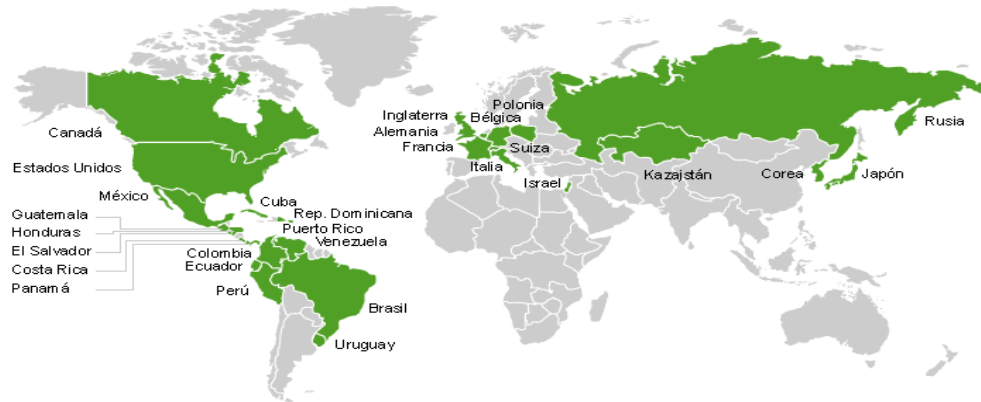 Canadá
Estados Unidos
México
Guatemala
Honduras
El Salvador
Costa Rica
Panamá
Cuba
Rep. Dominicana
Puerto Rico
Venezuela
Colombia
Ecuador
Perú
Brasil
Uruguay
Polonia
Inglaterra
Bélgica
Alemania
Francia
Suiza
Italia
Israel
Kazajstán
Corea
Japón
Rusia